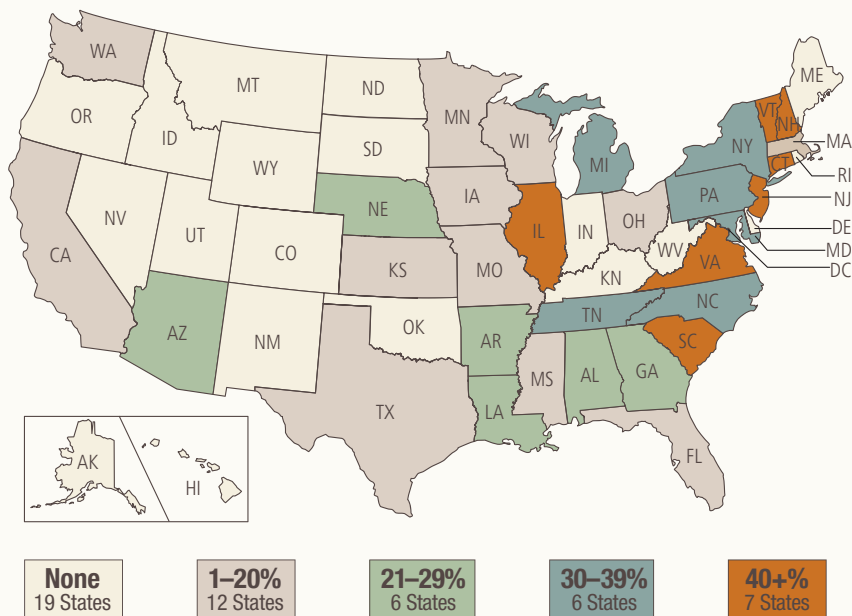 WA
MT
ND
ME
OR
ID
MN
VT
NH
SD
WI
NY
MA
WY
MI
RI
NE
IA
PA
NJ
NV
UT
CO
IL
IN
OH
DE
MD
DC
CA
KS
MO
WV
VA
KN
CT
AZ
NM
OK
AR
TN
NC
SC
TX
LA
MS
AL
GA
FL
AK
HI
None
19 States
1–20%
12 States
21–29%
6 States
30–39%
6 States
40+%
7 States